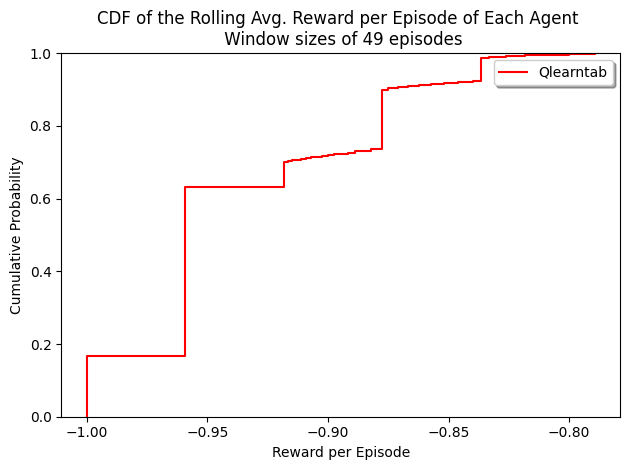 CDF of the Rolling Avg. Reward per Episode of Each Agent
Window sizes of 49 episodes
Qlearntab
Cumulative Probability
1.0
0.8
0.6
0.4
0.2
0.0
−1.00 −0.95 −0.90 −0.85 −0.80
Reward per Episode